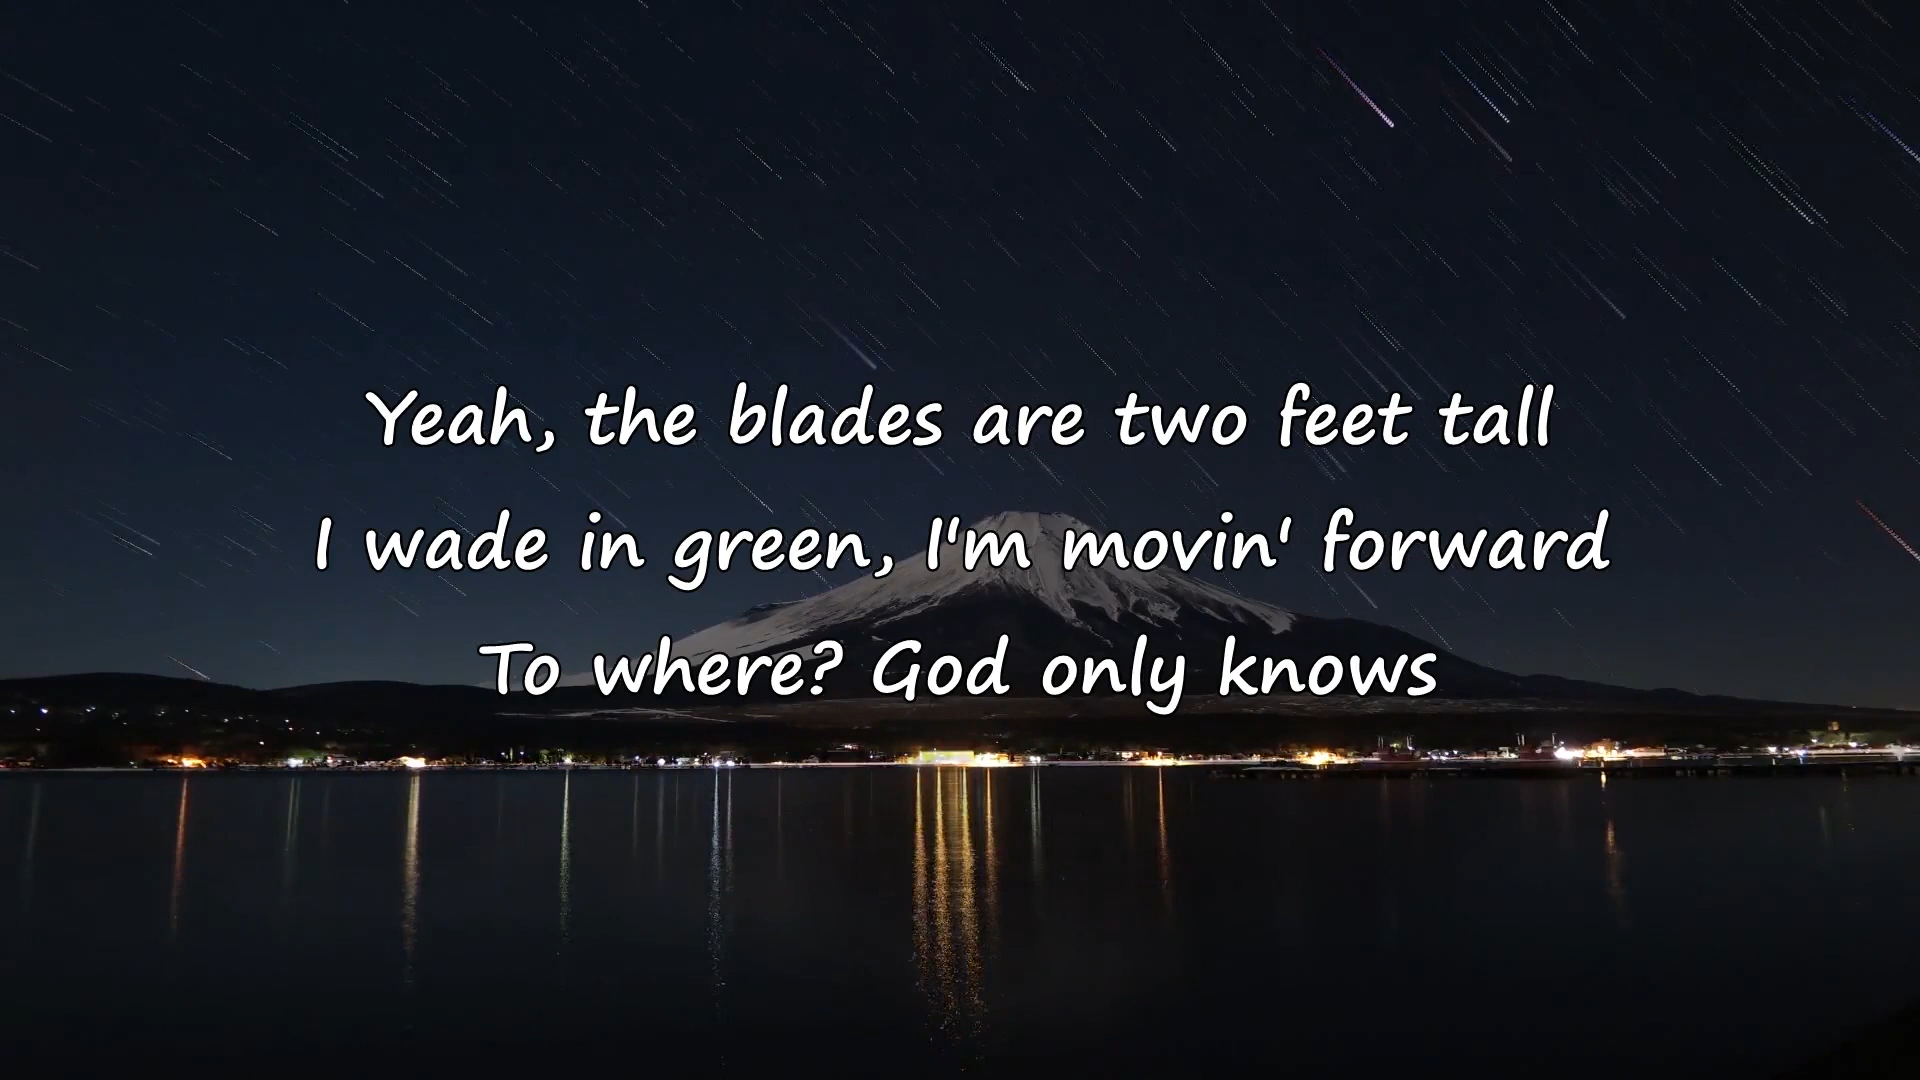 Yeah, the blades are two feet tall
I wade in green, I'm movin' forward
To where? God only knows